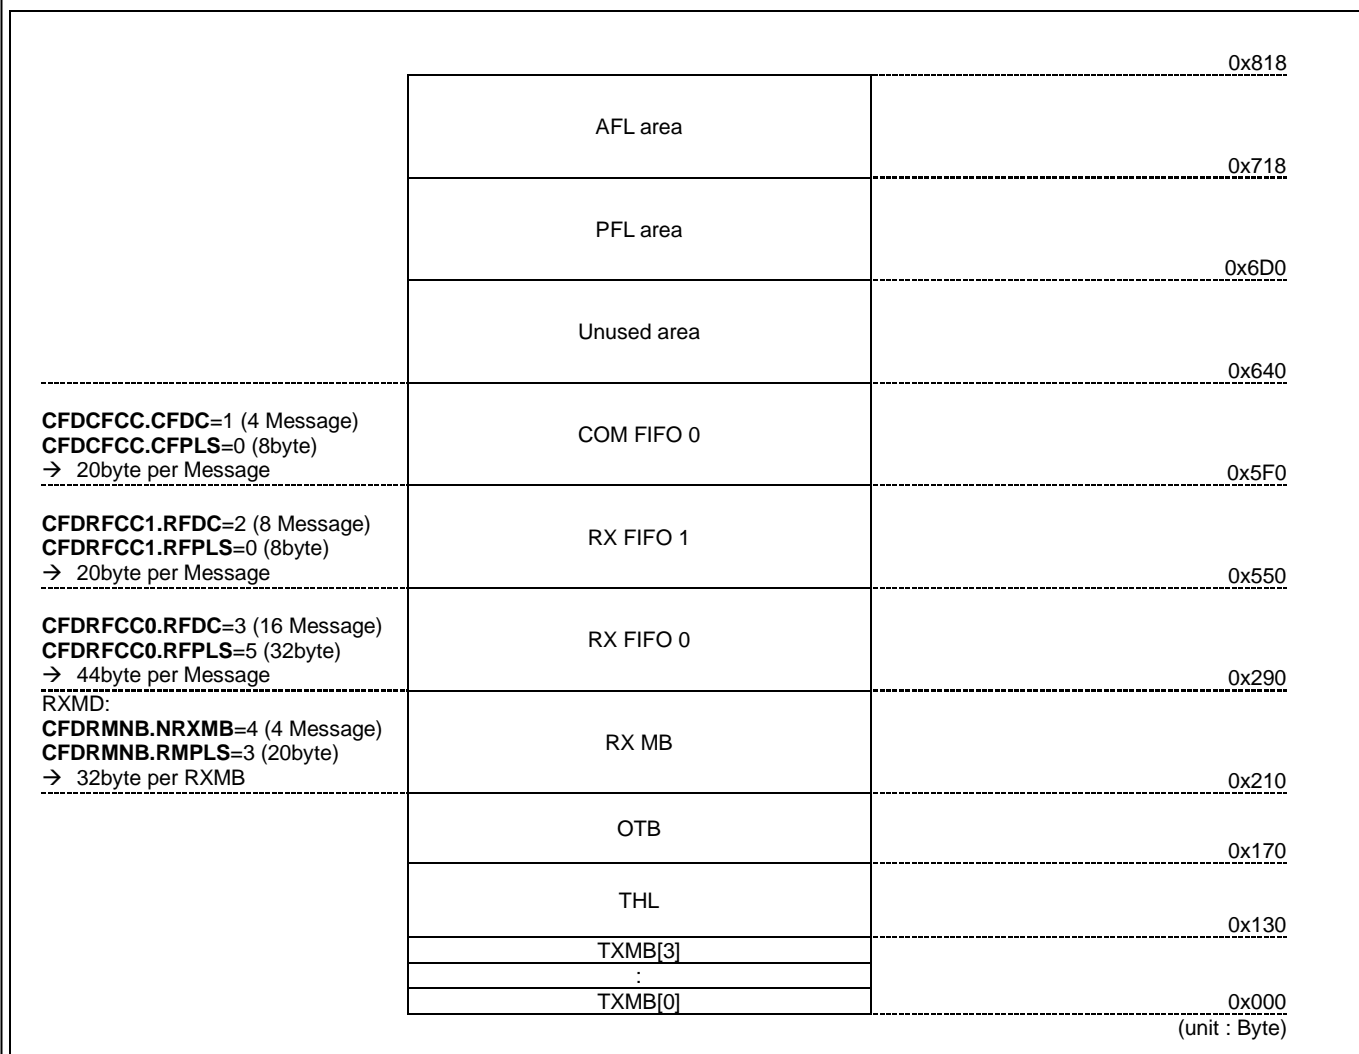 0x818
AFL area
0x718
PFL area
0x6D0
Unused area
0x640
CFDCFCC.CFDC=1 (4 Message)
CFDCFCC.CFPLS=0 (8byte)
→ 20byte per Message
COM FIFO 0
0x5F0
CFDRFCC1.RFDC=2 (8 Message)
CFDRFCC1.RFPLS=0 (8byte)
→ 20byte per Message
RX FIFO 1
0x550
CFDRFCC0.RFDC=3 (16 Message)
CFDRFCC0.RFPLS=5 (32byte)
→ 44byte per Message
RX FIFO 0
0x290
RXMD:
CFDRMNB.NRXMB=4 (4 Message)
CFDRMNB.RMPLS=3 (20byte)
→ 32byte per RXMB
RX MB
0x210
OTB
0x170
THL
0x130
TXMB[3]
:
TXMB[0]
0x000
(unit : Byte)